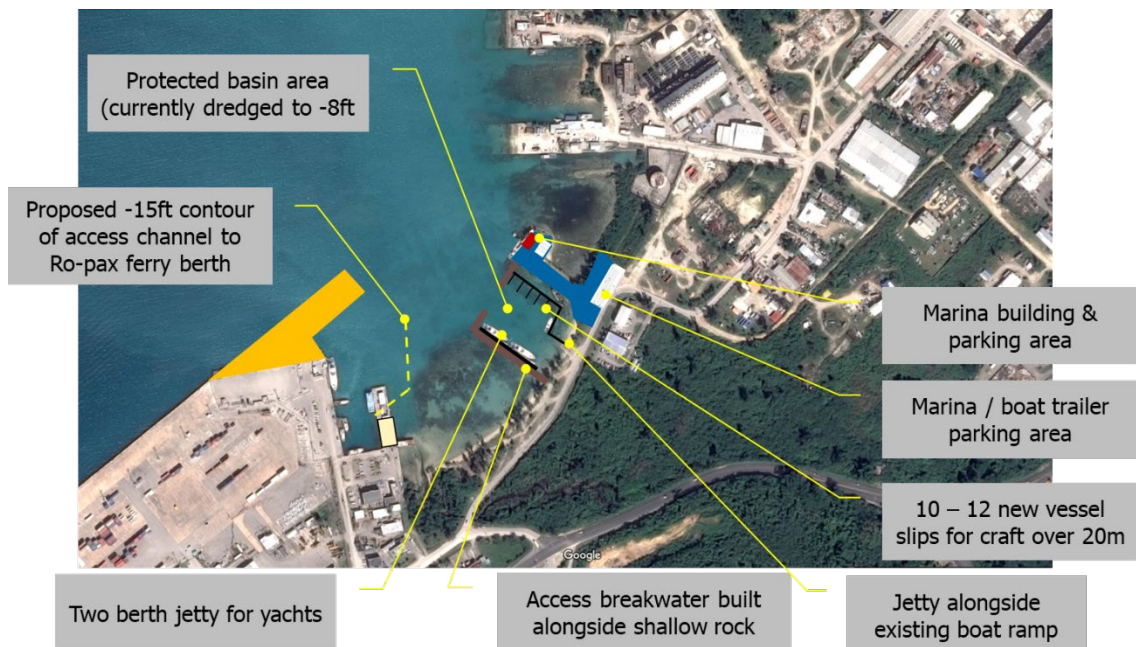 Protected basin area
(currently dredged to -8ft
Proposed -15ft contour
of access channel to
Ro-pax ferry berth
Marina building &
parking area
Marina / boat trailer
parking area
10 – 12 new vessel
slips for craft over 20m
Google
Two berth jetty for yachts
Access breakwater built
alongside shallow rock
Jetty alongside
existing boat ramp